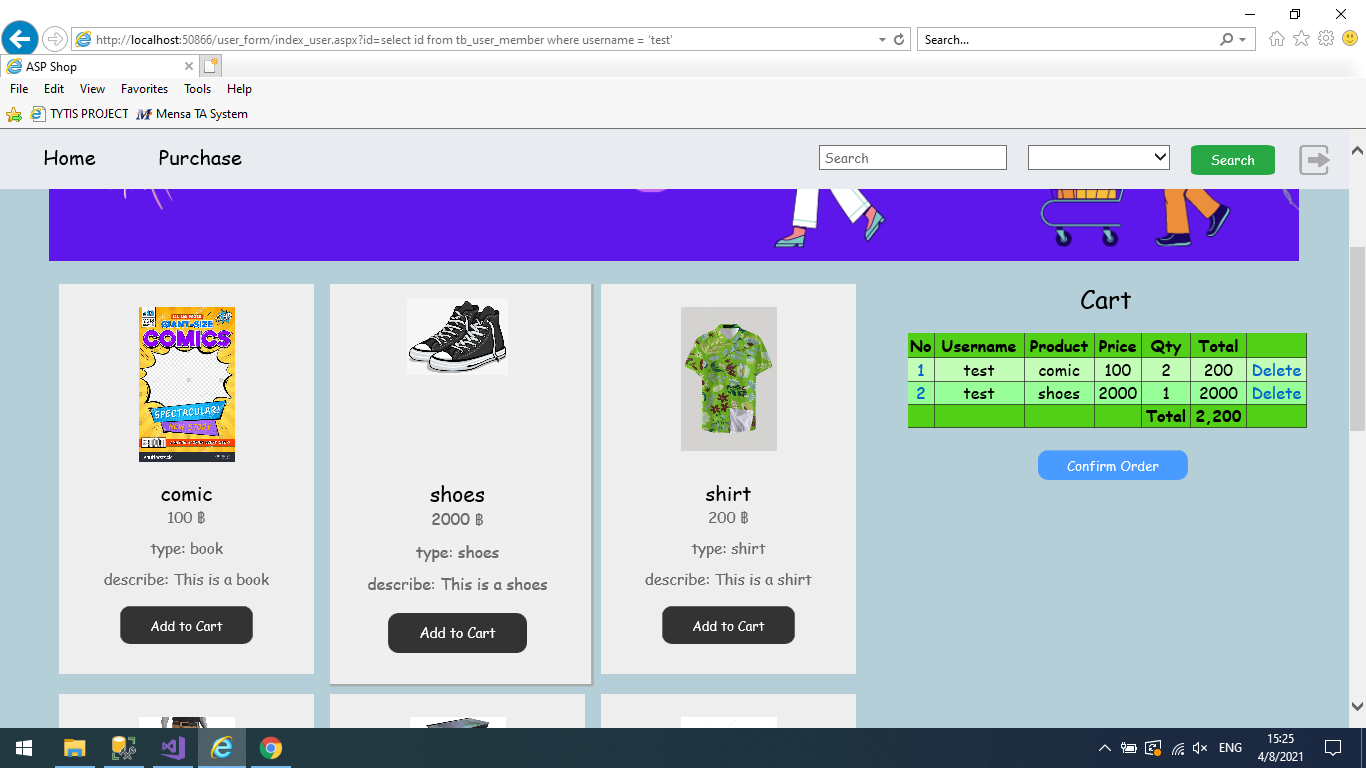 http://localhost:50866/user_form/index_user.aspx?id=select id from tb_user_member where username = 'test'
Search...
ASP Shop
File Edit View Favorites Tools Help
TYTIS PROJECT Mensa TA System
Home Purchase Search Search
COMICS
SPECTACULAR!
comic
100 ฿
type: book
describe: This is a book
Add to Cart
shoes
2000 ฿
type: shoes
describe: This is a shoes
Add to Cart
shirt
200 ฿
type: shirt
describe: This is a shirt
Add to Cart
Cart
No Username Product Price Qty Total
1 test comic 100 2 200 Delete
2 test shoes 2000 1 2000 Delete
Total 2,200
Confirm Order
ENG
15:25
4/8/2021